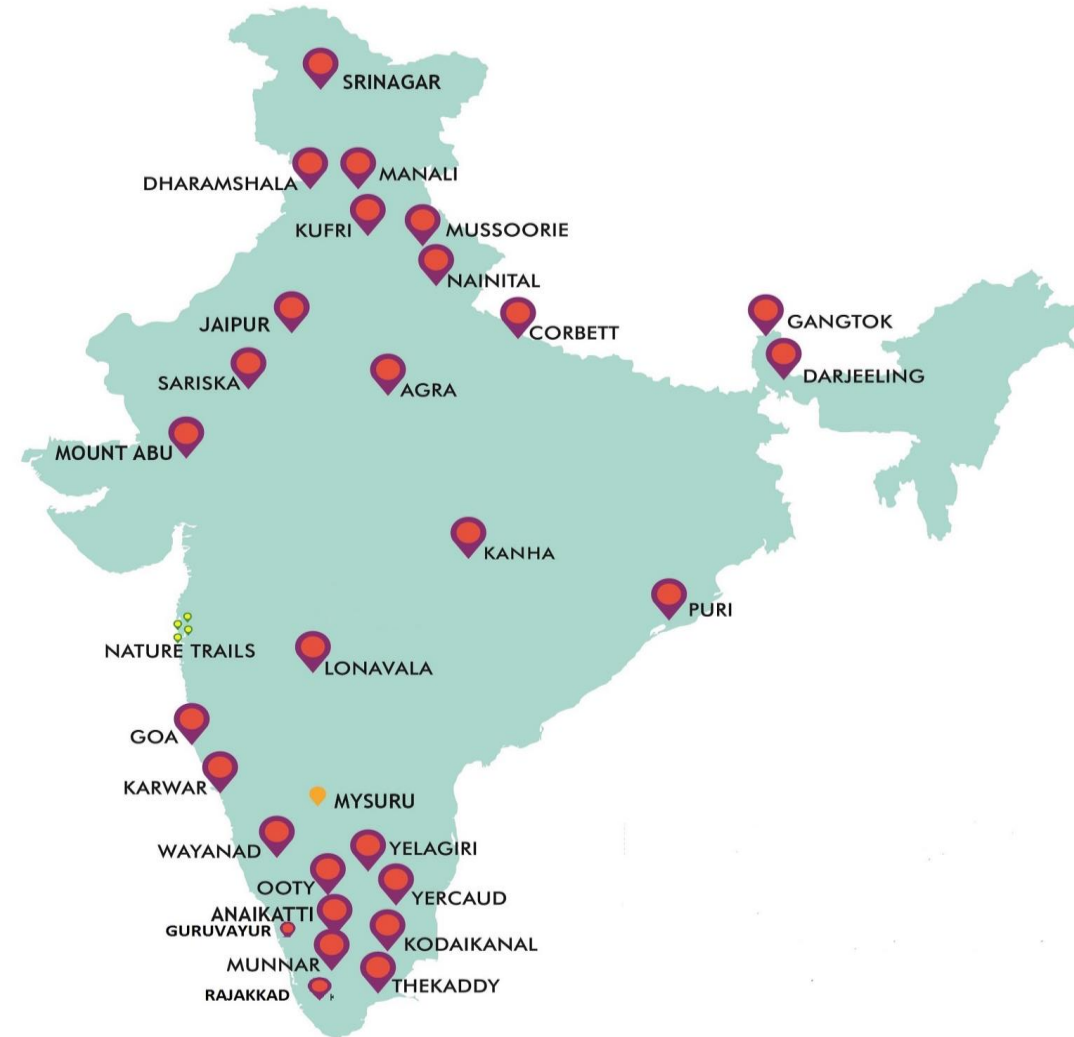 SRINAGAR
DHARAMSHALA
MANALI
KUFRI
MUSSOORIE
NAINITAL
JAIPUR
CORBETT
GANGTOK
SARISKA
AGRA
DARJEELING
MOUNT ABU
KANHA
PURI
NATURE TRAILS
LONAVALA
GOA
KARWAR
MYSURU
WAYANAD
YELAGIRI
OOTY
YERCAUD
ANAIKATTI
GURUVAYUR
KODAIKANAL
MUNNAR
THEKADDY
RAJAKKAD